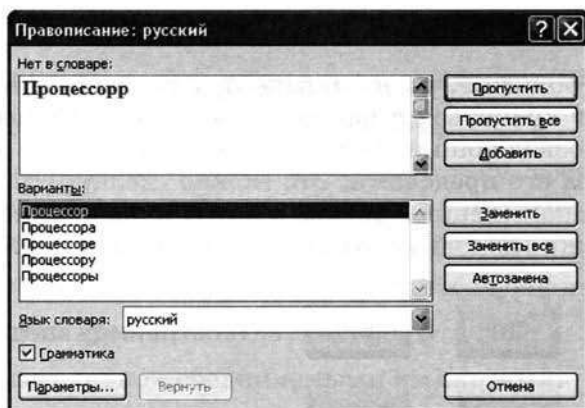 Правописание: русский
Нет в словаре:
Процессорр
Пропустить
Пропустить все
Добавить
Варианты:
Процессор
Процессора
Процессоре
Процессору
Процессоры
Заменить
Заменить все
Автозамена
Язык словаря: русский
Грамматика
Параметры...
Вернуть
Отмена